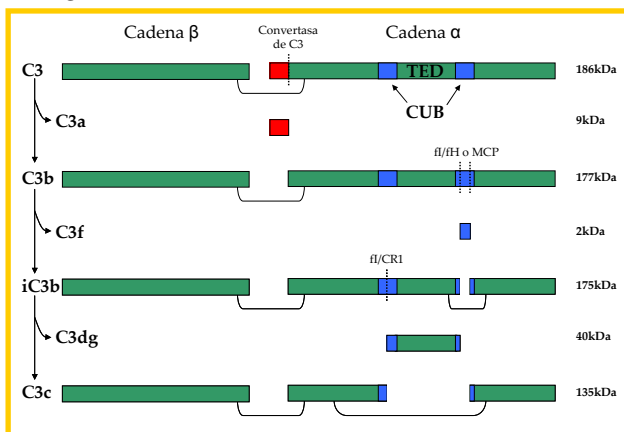 Cadena β
Convertasa
de C3
Cadena α
C3
TED
186kDa
CUB
C3a
9kDa
fI/fH o MCP
C3b
177kDa
C3f
2kDa
fI/CR1
iC3b
175kDa
C3dg
40kDa
C3c
135kDa